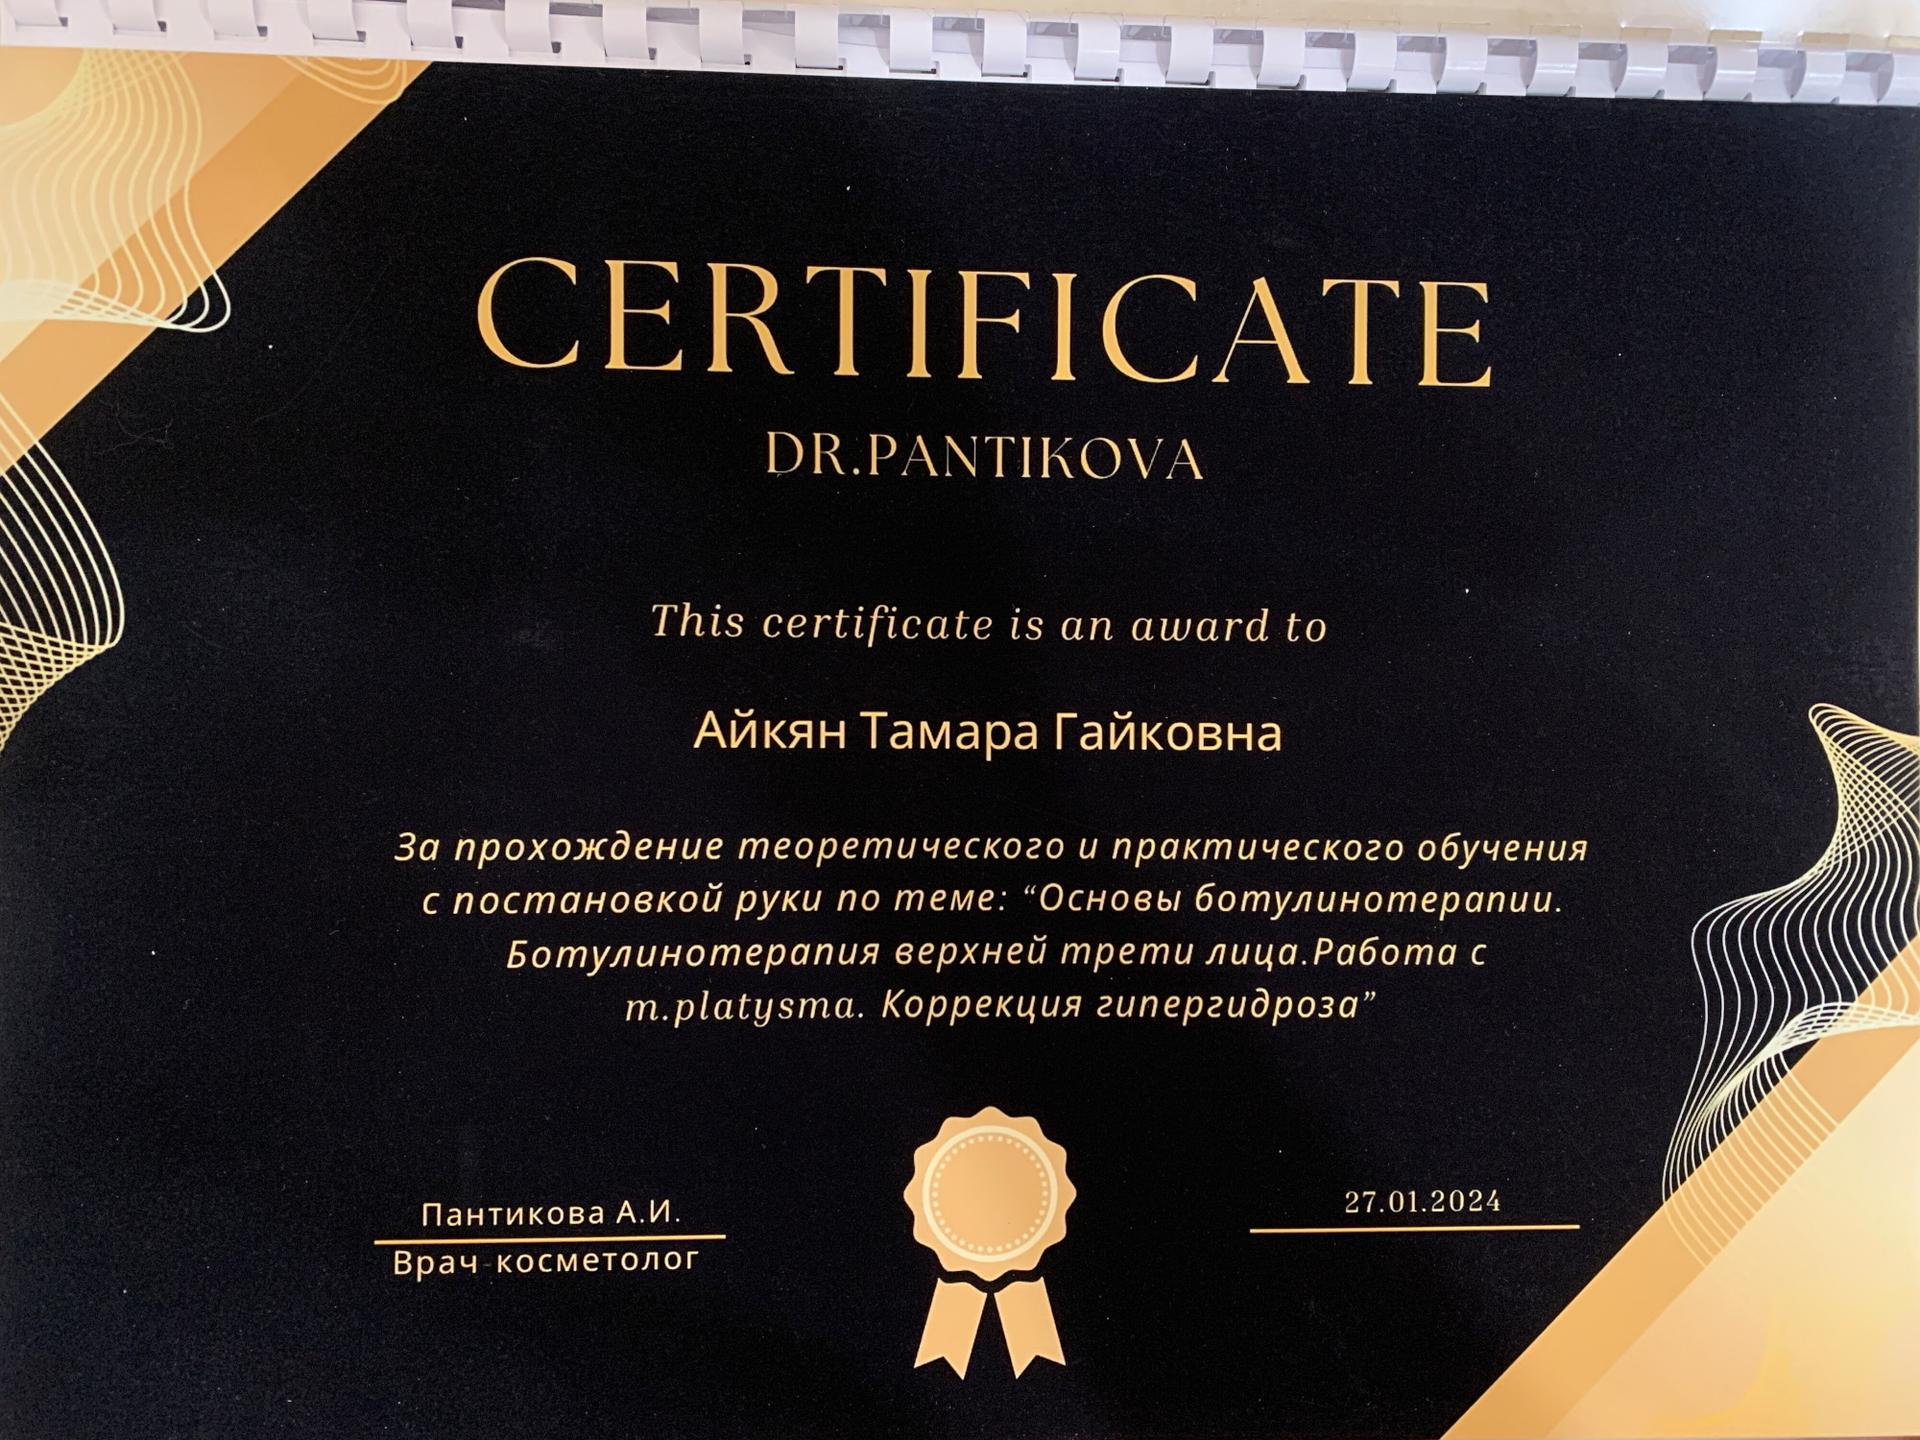 CERTIFICATE
DR.PANTIKOVA
This certificate is an award to
Айкян Тамара Гайковна
За прохождение теоретического и практического обучения
с постановкой руки по теме: “Основы ботулинотерапии.
Ботулинотерапия верхней трети лица.Работа с
m.platysma. Коррекция гипергидроза”
Пантикова А.И.
Врач-косметолог
27.01.2024